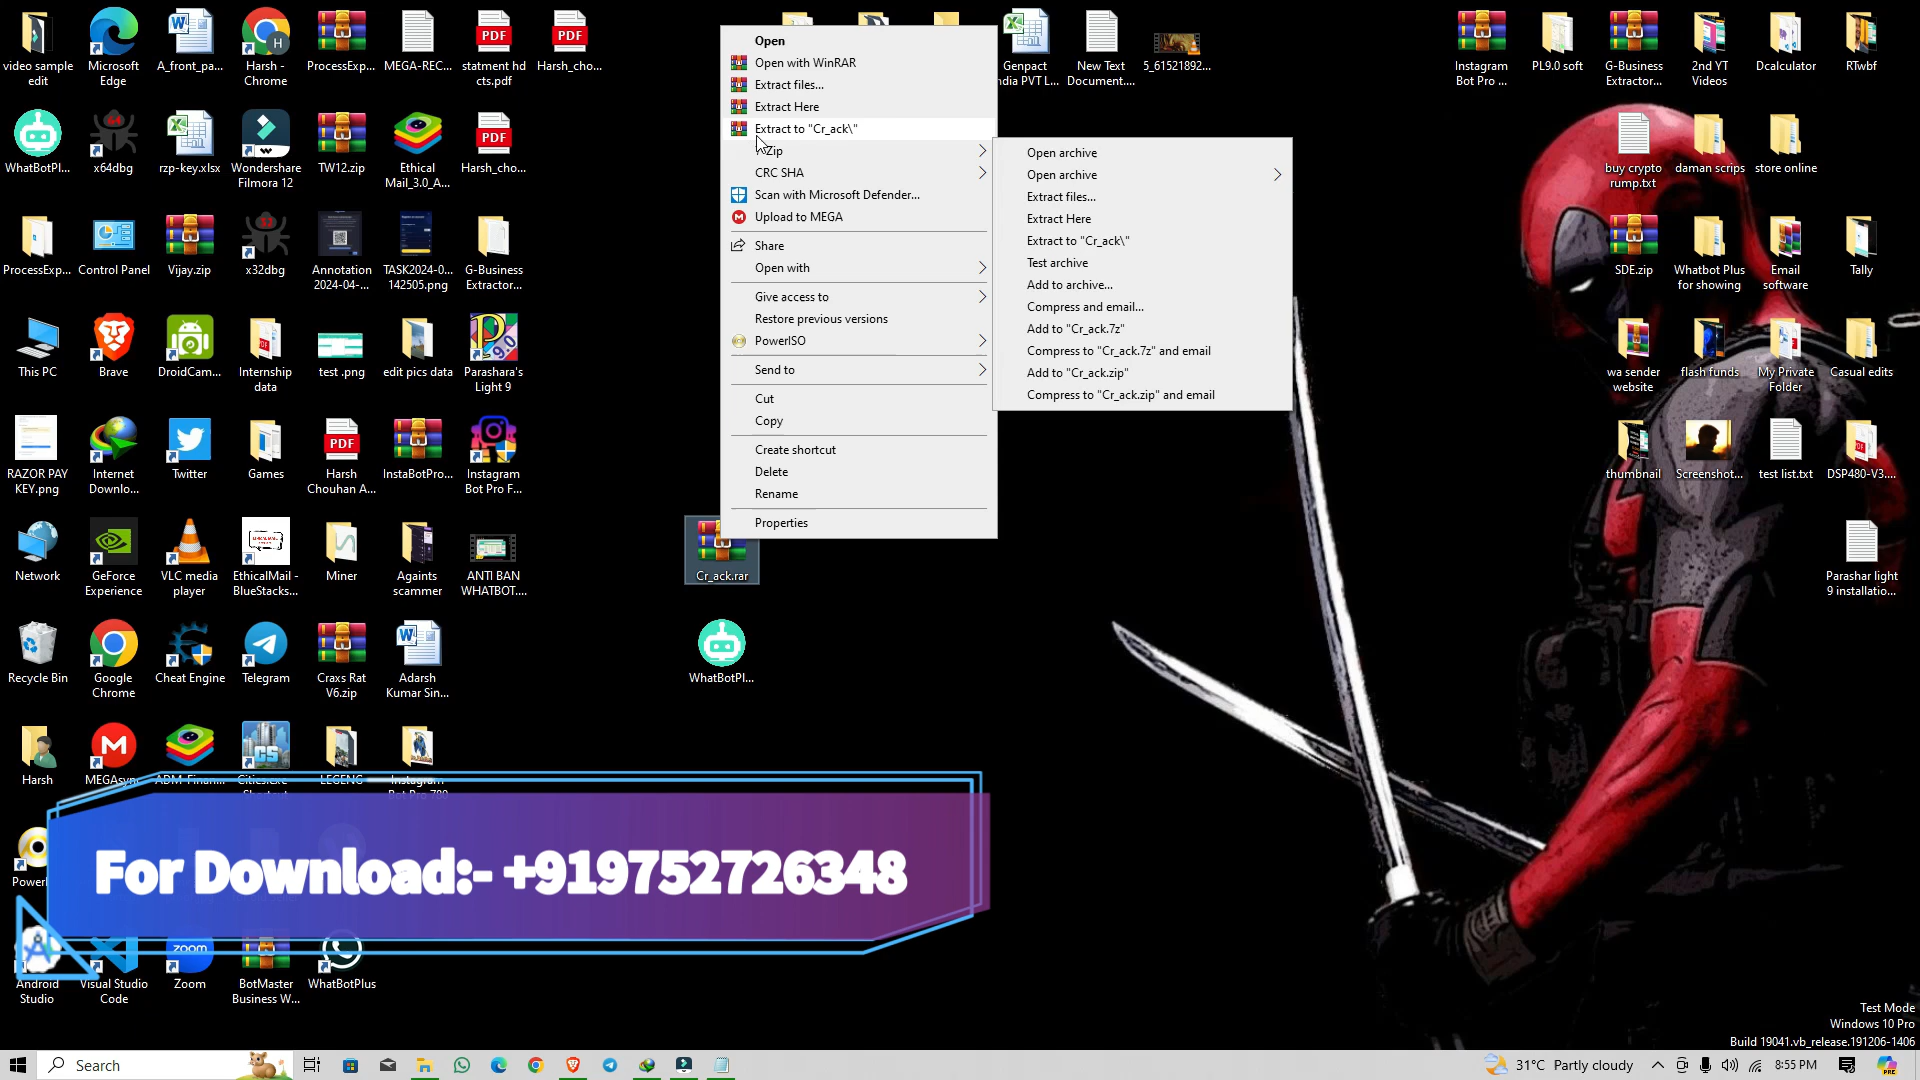 video sample
edit
Microsoft
Edge
A_front_pa...
Harsh -
Chrome
ProcessExp...
MEGA-REC...
statment hd
cts.pdf
Harsh_cho...
WhatBotPl...
x64dbg
rzp-key.xlsx
Wondershare
Filmora 12
TW12.zip
Ethical
Mail_3.0_A...
Harsh_cho...
ProcessExp...
Control Panel
Vijay.zip
x32dbg
Annotation
2024-04-...
TASK2024-0...
142505.png
G-Business
Extractor...
This PC
Brave
DroidCam...
Internship
data
test .png
edit pics data
Parashara's
Light 9
RAZOR PAY
KEY.png
Internet
Downlo...
Twitter
Games
Harsh
Chouhan A...
InstaBotPro...
Instagram
Bot Pro F...
Network
GeForce
Experience
VLC media
player
EthicalMail -
BlueStacks...
Miner
Againts
scammer
ANTI BAN
WHATBOT....
Recycle Bin
Google
Chrome
Cheat Engine
Telegram
Craxs Rat
V6.zip
Adarsh
Kumar Sin...
Harsh
MEGAsync
Android
Studio
Visual Studio
Code
Zoom
BotMaster
Business W...
WhatBotPlus
Open
Open with WinRAR
Extract files...
Extract Here
Extract to "Cr_ack\"
CRC SHA
Scan with Microsoft Defender...
Upload to MEGA
Share
Open with
Give access to
Restore previous versions
PowerISO
Send to
Cut
Copy
Create shortcut
Delete
Rename
Properties
Open archive
Open archive
Extract files...
Extract Here
Extract to "Cr_ack\"
Test archive
Add to archive...
Compress and email...
Add to "Cr_ack.7z"
Compress to "Cr_ack.7z" and email
Add to "Cr_ack.zip"
Compress to "Cr_ack.zip" and email
Cr_ack.rar
WhatBotPl...
Genpact
India PVT L...
New Text
Document....
5_61521892...
Instagram
Bot Pro ...
PL9.0 soft
G-Business
Extractor...
2nd YT
Videos
Dcalculator
RTwbf
buy crypto
rump.txt
daman scrips
store online
SDE.zip
Whatbot Plus
for showing
Email
software
Tally
wa sender
website
flash funds
My Private
Folder
Casual edits
thumbnail
Screenshot...
test list.txt
DSP480-V3....
Parashar light
9 installatio...
For Download:- +919752726348
Test Mode
Windows 10 Pro
Build 19041.vb_release.191206-1406
Search
31°C Partly cloudy
8:55 PM